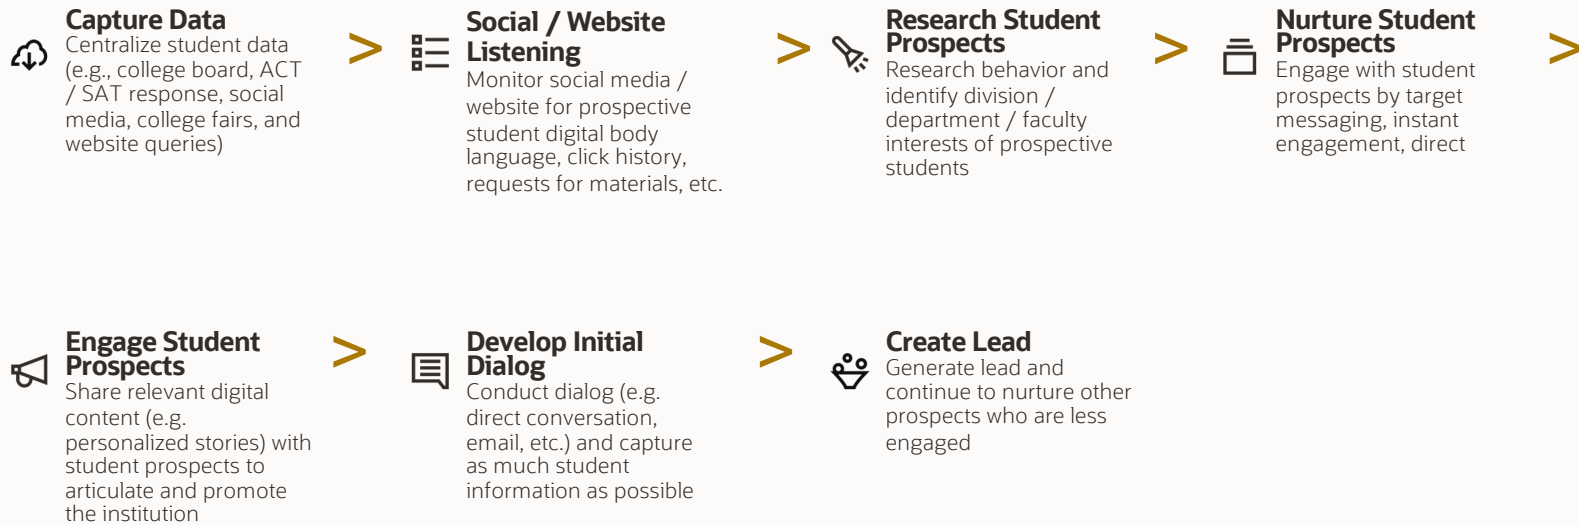 Capture Data
Centralize student data
(e.g., college board, ACT
/ SAT response, social
media, college fairs, and
website queries)
>
Social / Website
Listening
Monitor social media /
website for prospective
student digital body
language, click history,
requests for materials, etc.
>
Research Student
Prospects
Research behavior and
identify division /
department / faculty
interests of prospective
students
>
Nurture Student
Prospects
Engage with student
prospects by target
messaging, instant
engagement, direct
>
Engage Student
Prospects
Share relevant digital
content (e.g.
personalized stories) with
student prospects to
articulate and promote
the institution
>
Develop Initial
Dialog
Conduct dialog (e.g.
direct conversation,
email, etc.) and capture
as much student
information as possible
>
Create Lead
Generate lead and
continue to nurture other
prospects who are less
engaged